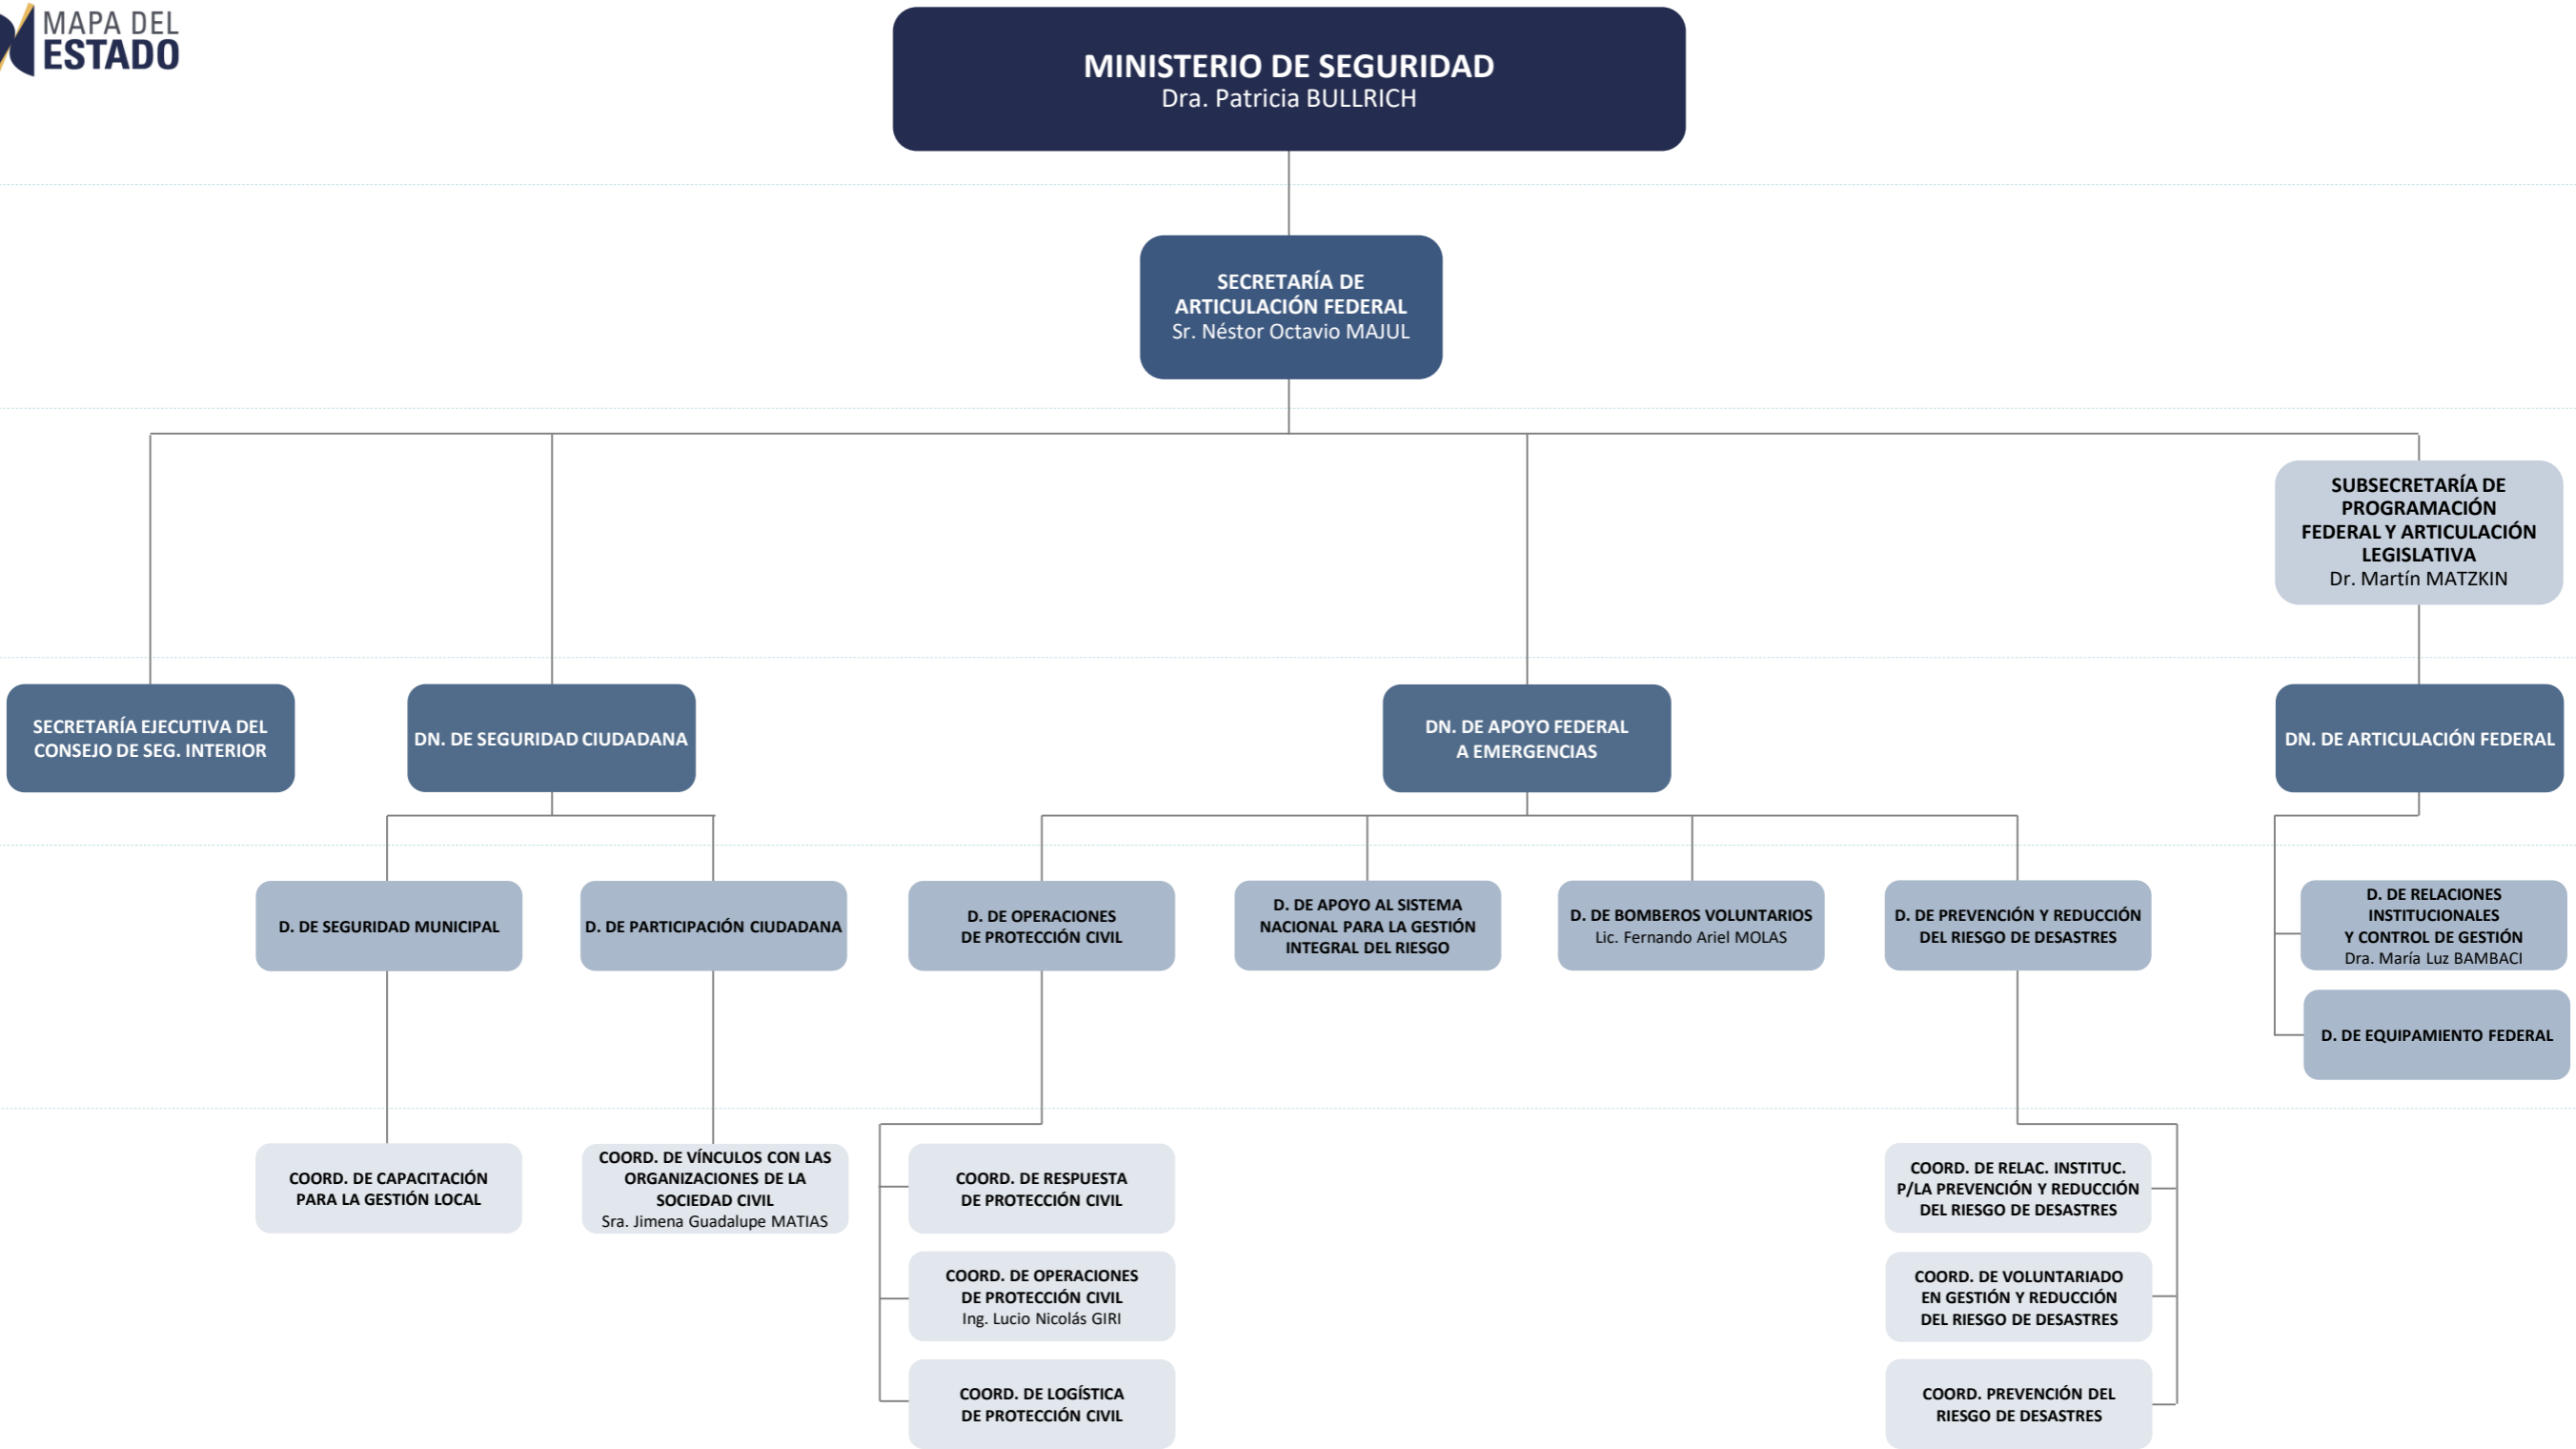 MAPA DEL
ESTADO
MINISTERIO DE SEGURIDAD
Dra. Patricia BULLRICH
SECRETARÍA DE
ARTICULACIÓN FEDERAL
Sr. Néstor Octavio MAJUL
SUBSECRETARÍA DE
PROGRAMACIÓN
FEDERAL Y ARTICULACIÓN
LEGISLATIVA
Dr. Martín MATZKIN
SECRETARÍA EJECUTIVA DEL
CONSEJO DE SEG. INTERIOR
DN. DE SEGURIDAD CIUDADANA
DN. DE APOYO FEDERAL
A EMERGENCIAS
DN. DE ARTICULACIÓN FEDERAL
D. DE SEGURIDAD MUNICIPAL
D. DE PARTICIPACIÓN CIUDADANA
D. DE OPERACIONES
DE PROTECCIÓN CIVIL
D. DE APOYO AL SISTEMA
NACIONAL PARA LA GESTIÓN
INTEGRAL DEL RIESGO
D. DE BOMBEROS VOLUNTARIOS
Lic. Fernando Ariel MOLAS
D. DE PREVENCIÓN Y REDUCCIÓN
DEL RIESGO DE DESASTRES
D. DE RELACIONES
INSTITUCIONALES
Y CONTROL DE GESTIÓN
Dra. María Luz BAMBACI
D. DE EQUIPAMIENTO FEDERAL
COORD. DE CAPACITACIÓN
PARA LA GESTIÓN LOCAL
COORD. DE VÍNCULOS CON LAS
ORGANIZACIONES DE LA
SOCIEDAD CIVIL
Sra. Jimena Guadalupe MATIAS
COORD. DE RESPUESTA
DE PROTECCIÓN CIVIL
COORD. DE OPERACIONES
DE PROTECCIÓN CIVIL
Ing. Lucio Nicolás GIRI
COORD. DE LOGÍSTICA
DE PROTECCIÓN CIVIL
COORD. DE RELAC. INSTITUC.
P/LA PREVENCIÓN Y REDUCCIÓN
DEL RIESGO DE DESASTRES
COORD. DE VOLUNTARIADO
EN GESTIÓN Y REDUCCIÓN
DEL RIESGO DE DESASTRES
COORD. PREVENCIÓN DEL
RIESGO DE DESASTRES